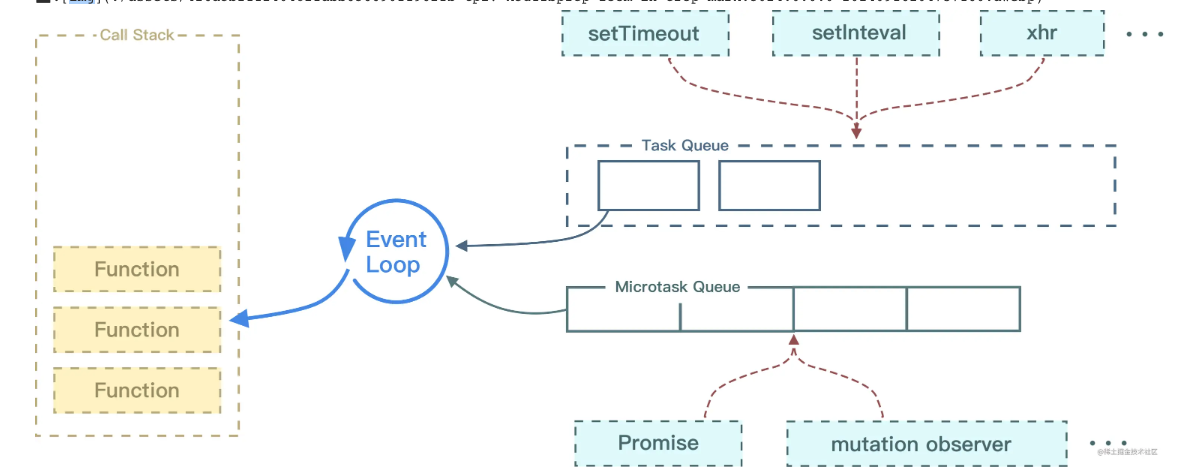 Call Stack
setTimeout
setInteval
xhr
Task Queue
Event
Loop
Function
Microtask Queue
Function
Function
Promise
mutation observer
@稀土掘金技术社区